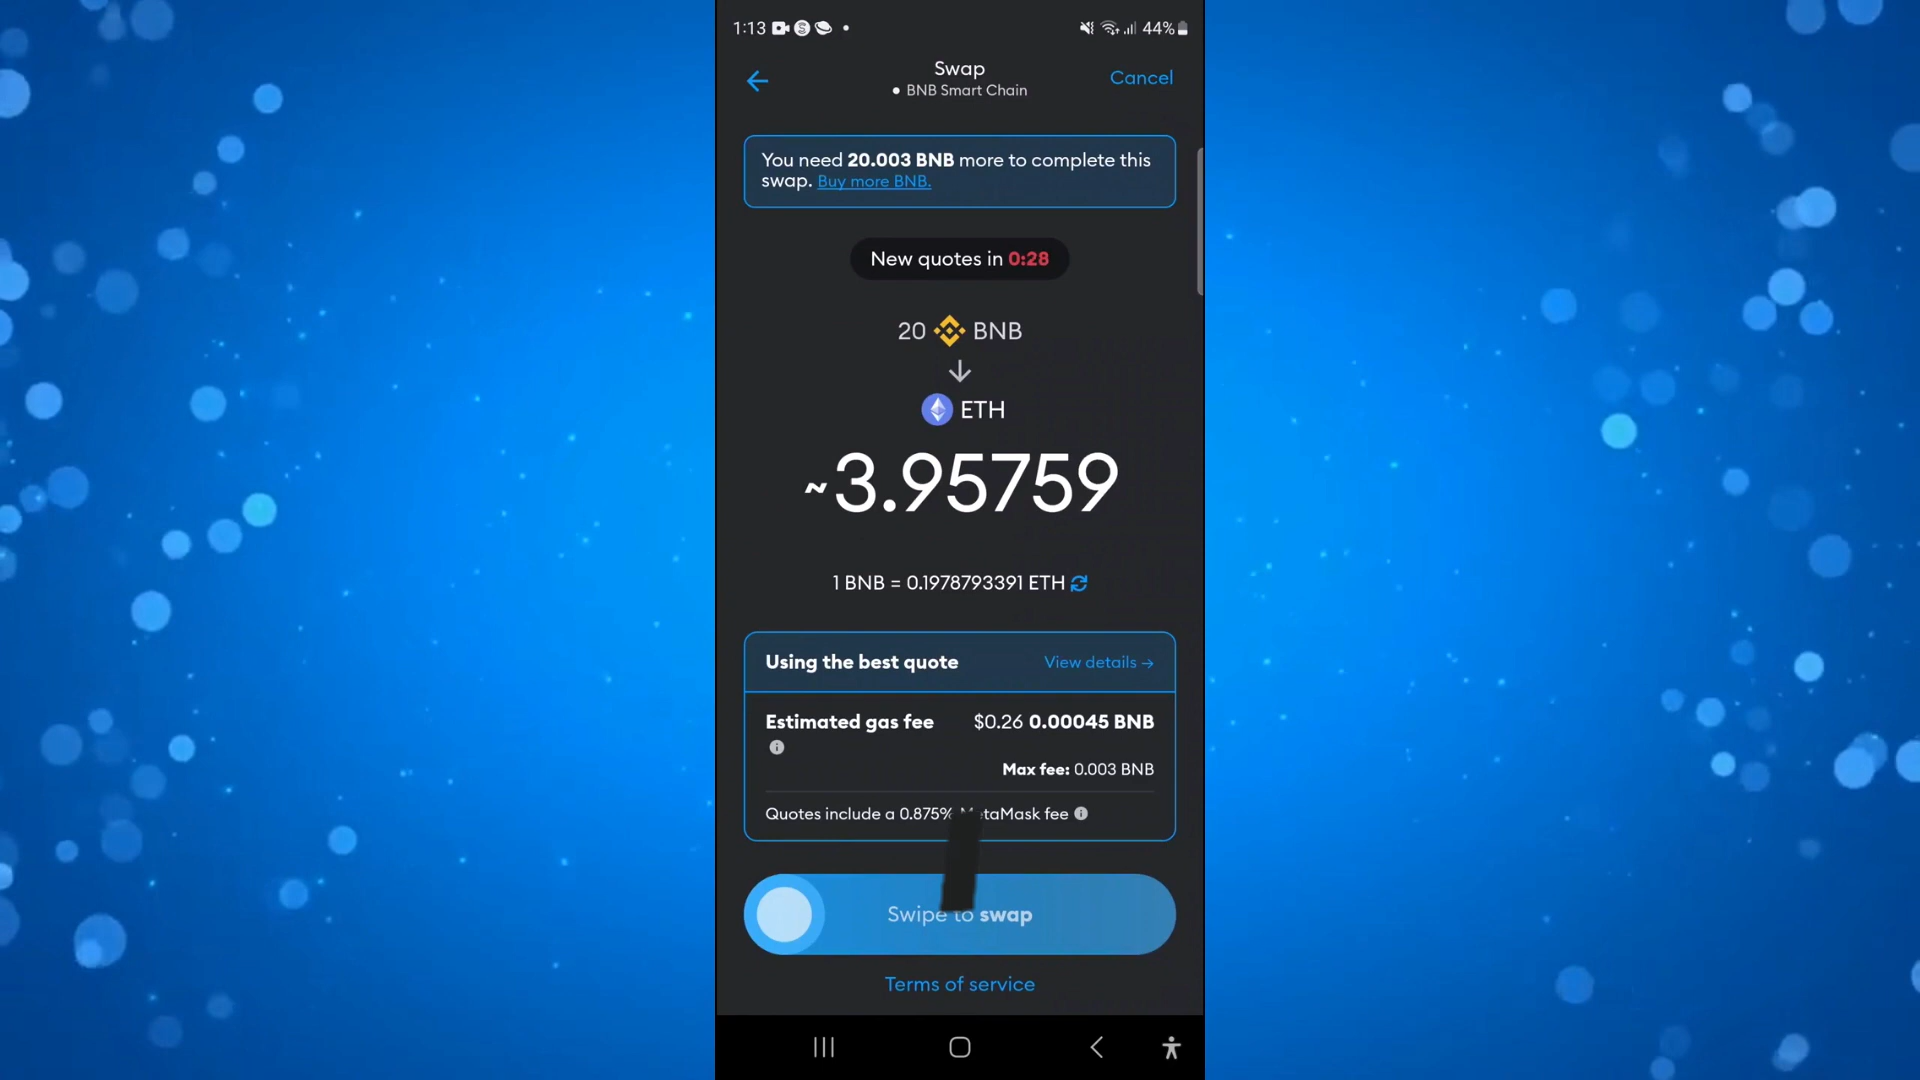 1:13
44%
Swap
BNB Smart Chain
Cancel
You need 20.003 BNB more to complete this
swap. Buy more BNB.
New quotes in 0:28
20 BNB
ETH
~3.95759
1 BNB = 0.1978793391 ETH
Using the best quote
View details →
Estimated gas fee
$0.26 0.00045 BNB
Max fee: 0.003 BNB
Quotes include a 0.875% MetaMask fee
Swipe to swap
Terms of service